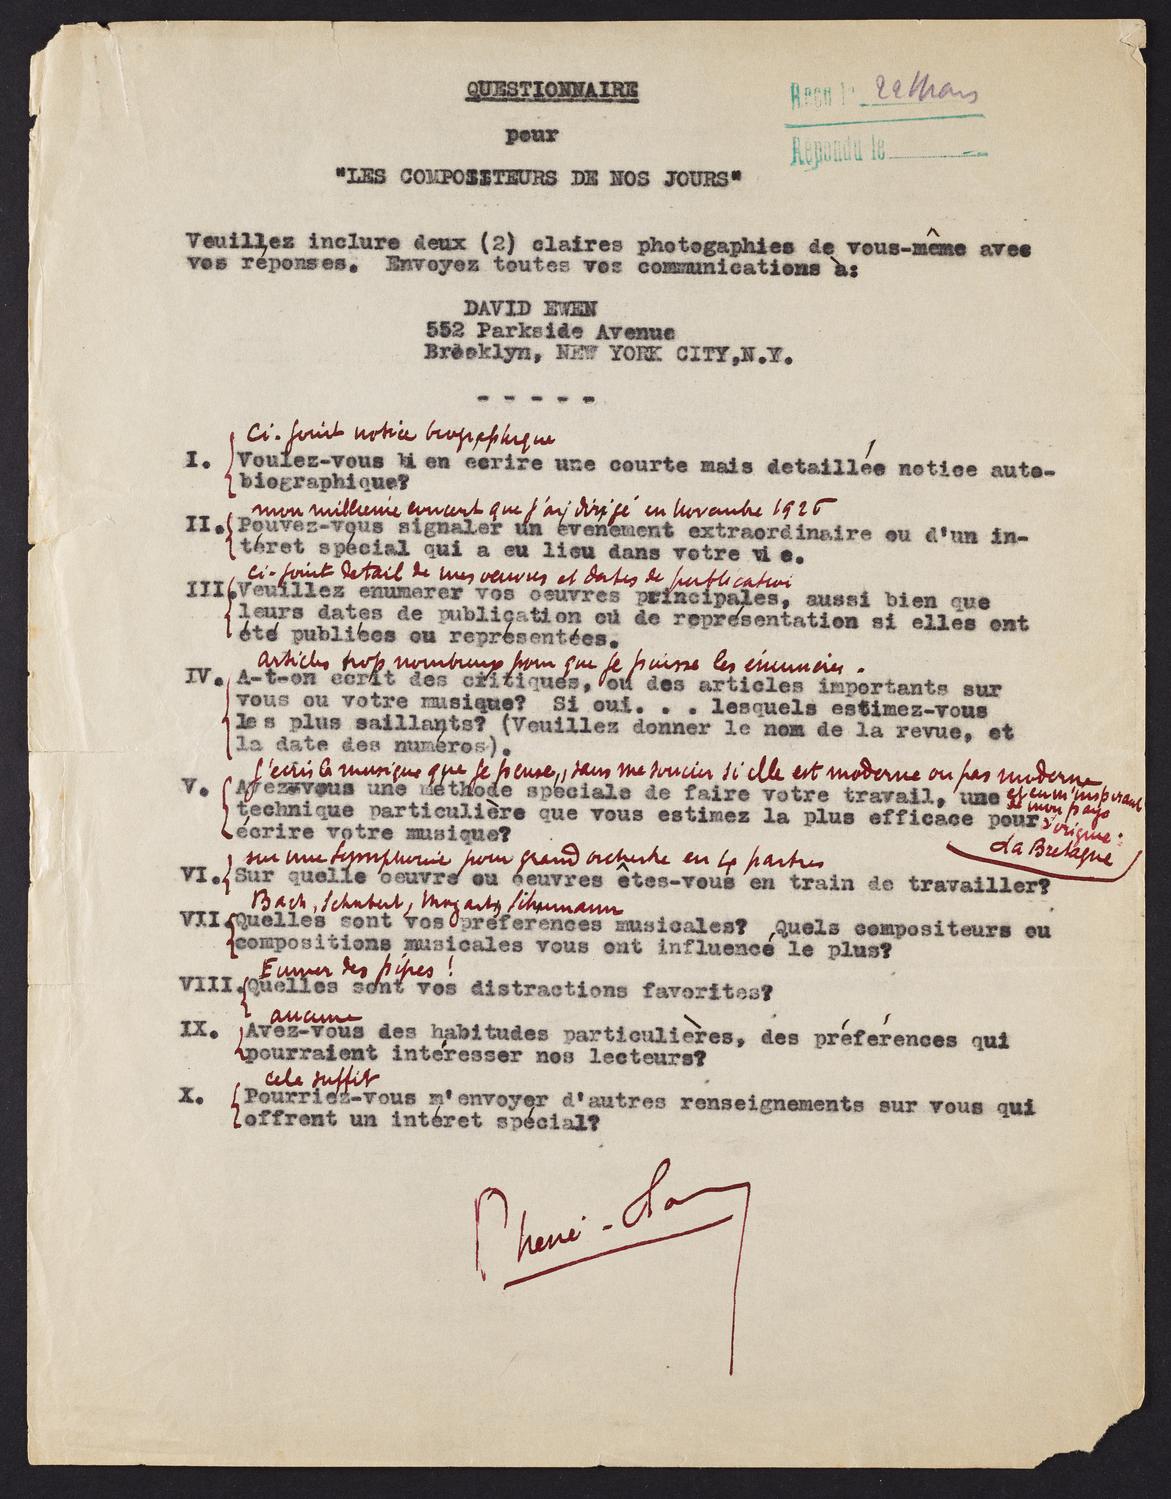 QUESTIONNAIRE
Reçu le 22 Mars
pour
Répondu le
"LES COMPOSITEURS DE NOS JOURS"
Veuillez inclure deux (2) claires photogaphies de vous-même avec
vos réponses. Envoyez toutes vos communications à:
DAVID EWEN
552 Parkside Avenue
Brooklyn, NEW YORK CITY,N.Y.
- - - - -
Ci-joint notice biographique
I. Voulez-vous bien ecrire une courte mais detaillée notice auto-
biographique?
mon millième concert que j'ai dirigé en novembre 1926
II. Pouvez-vous signaler un évenément extraordinaire ou d'un in-
téret spécial qui a eu lieu dans votre vie.
ci-joint detail de mes oeuvres et dates de publication
III. Veuillez enumerer vos oeuvres principales, aussi bien que
leurs dates de publication où de représentation si elles ont
été publiées ou représentées.
articles trop nombreux pour que je puisse les énumérer.
IV. A-t-on écrit des critiques, ou des articles importants sur
vous ou votre musique? Si oui. . . lesquels estimez-vous
les plus saillants? (Veuillez donner le nom de la revue, et
la date des numéros).
J'écris la musique que je pense, sans me soucier si elle est moderne ou pas moderne
et en m'inspirant
de mon pays
d'origine:
La Bretagne
V. Avez-vous une méthode spéciale de faire votre travail, une
technique particulière que vous estimez la plus efficace pour
écrire votre musique?
sur une Symphonie pour grand orchestre en 4 parties
VI. Sur quelle oeuvre ou oeuvres êtes-vous en train de travailler?
Bach, Schubert, Mozart, Schumann
VII. Quelles sont vos préferences musicales? Quels compositeurs ou
compositions musicales vous ont influencé le plus?
Fumer des pipes!
VIII. Quelles sont vos distractions favorites?
aucune
IX. Avez-vous des habitudes particulières, des préférences qui
pourraient intéresser nos lecteurs?
cela suffit
X. Pourriez-vous m'envoyer d'autres renseignements sur vous qui
offrent un intéret spécial?